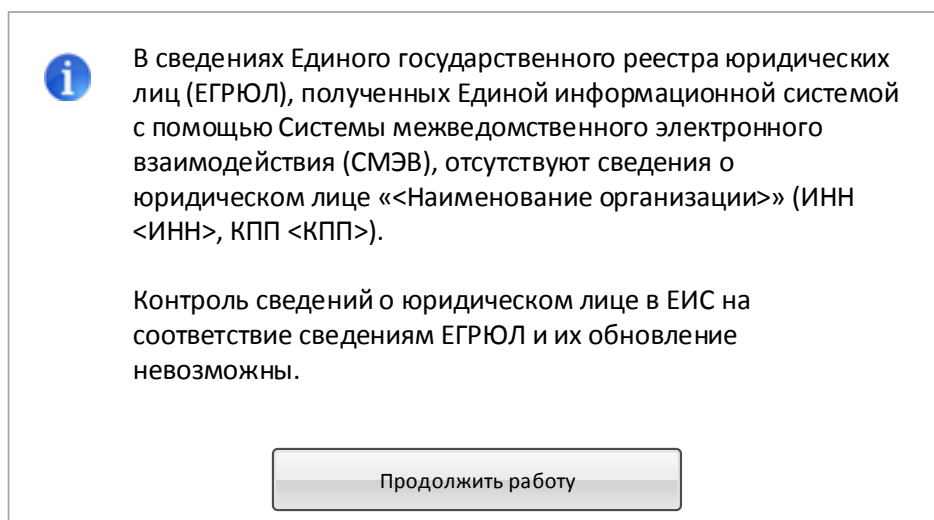 В сведениях Единого государственного реестра юридических
лиц (ЕГРЮЛ), полученных Единой информационной системой
с помощью Системы межведомственного электронного
взаимодействия (СМЭВ), отсутствуют сведения о
юридическом лице «<Наименование организации>» (ИНН
<ИНН>, КПП <КПП>).
Контроль сведений о юридическом лице в ЕИС на
соответствие сведениям ЕГРЮЛ и их обновление
невозможны.
Продолжить работу